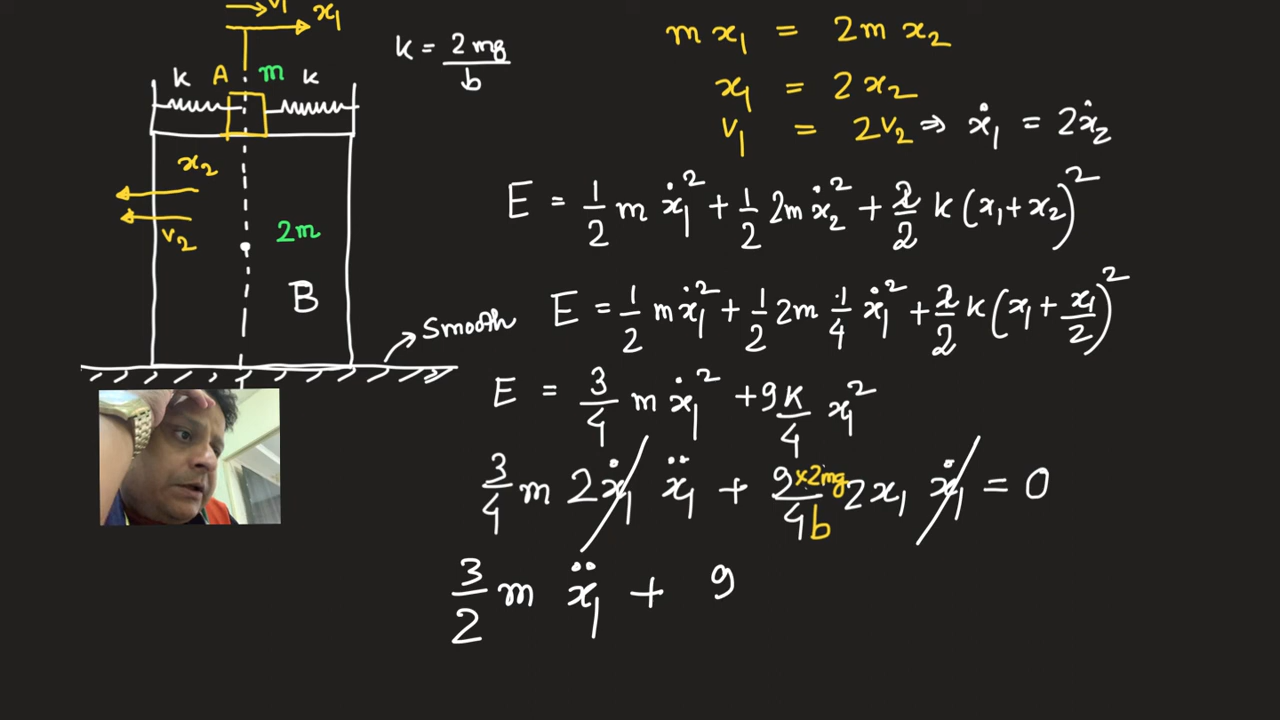 v₁
x₁
k = 2mg/b
k A m k
x₂
v₂
2m
B
Smooth
m x₁ = 2m x₂
x₁ = 2 x₂
v₁ = 2v₂ ⇒ ẋ₁ = 2ẋ₂
E = 1/2 m ẋ₁² + 1/2 2m ẋ₂² + 2/2 k (x₁ + x₂)²
E = 1/2 m ẋ₁² + 1/2 2m 1/4 ẋ₁² + 2/2 k (x₁ + x₁/2)²
E = 3/4 m ẋ₁² + 9k/4 x₁²
3/4 m 2ẋ₁ ẍ₁ + 9×2mg/4b 2x₁ ẋ₁ = 0
3/2 m ẍ₁ + 9